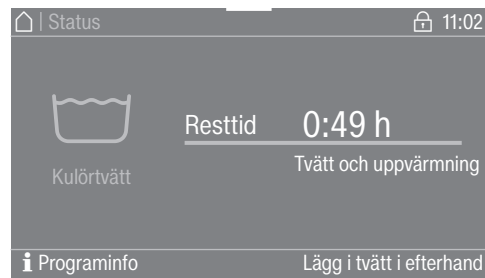 | Status 11:02
Resttid 0:49 h
Tvätt och uppvärmning
Kulörtvätt
i Programinfo Lägg i tvätt i efterhand